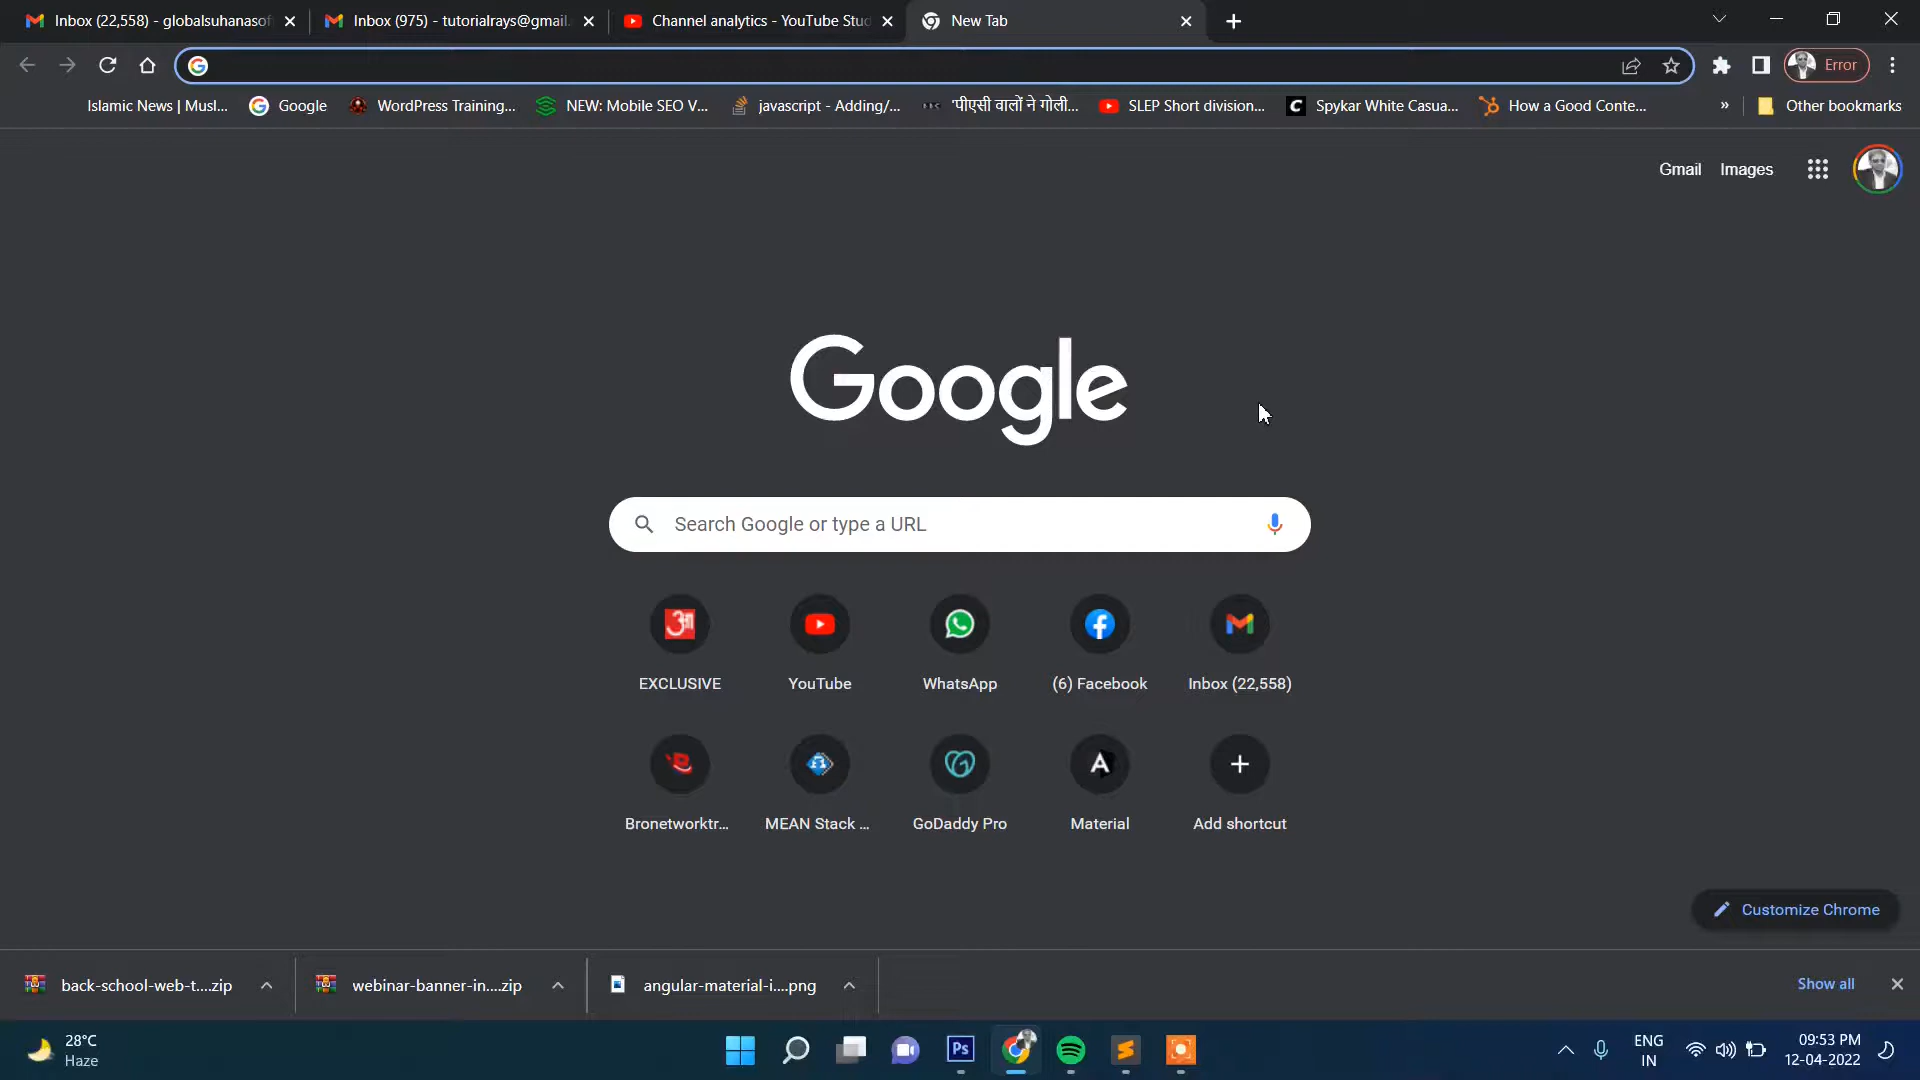 Inbox (22,558) - globalsuhanasof
Inbox (975) - tutorialrays@gmail.
Channel analytics - YouTube Stu
New Tab
Error
Islamic News | Musl...
Google
WordPress Training...
NEW: Mobile SEO V...
javascript - Adding/...
'पीएसी वालों ने गोली...
SLEP Short division...
Spykar White Casua...
How a Good Conte...
»
Other bookmarks
Gmail
Images
Google
Search Google or type a URL
EXCLUSIVE
YouTube
WhatsApp
(6) Facebook
Inbox (22,558)
Bronetworktr...
MEAN Stack ...
GoDaddy Pro
Material
Add shortcut
Customize Chrome
back-school-web-t....zip
webinar-banner-in....zip
angular-material-i....png
Show all
28°C
Haze
Ps
ENG
IN
09:53 PM
12-04-2022